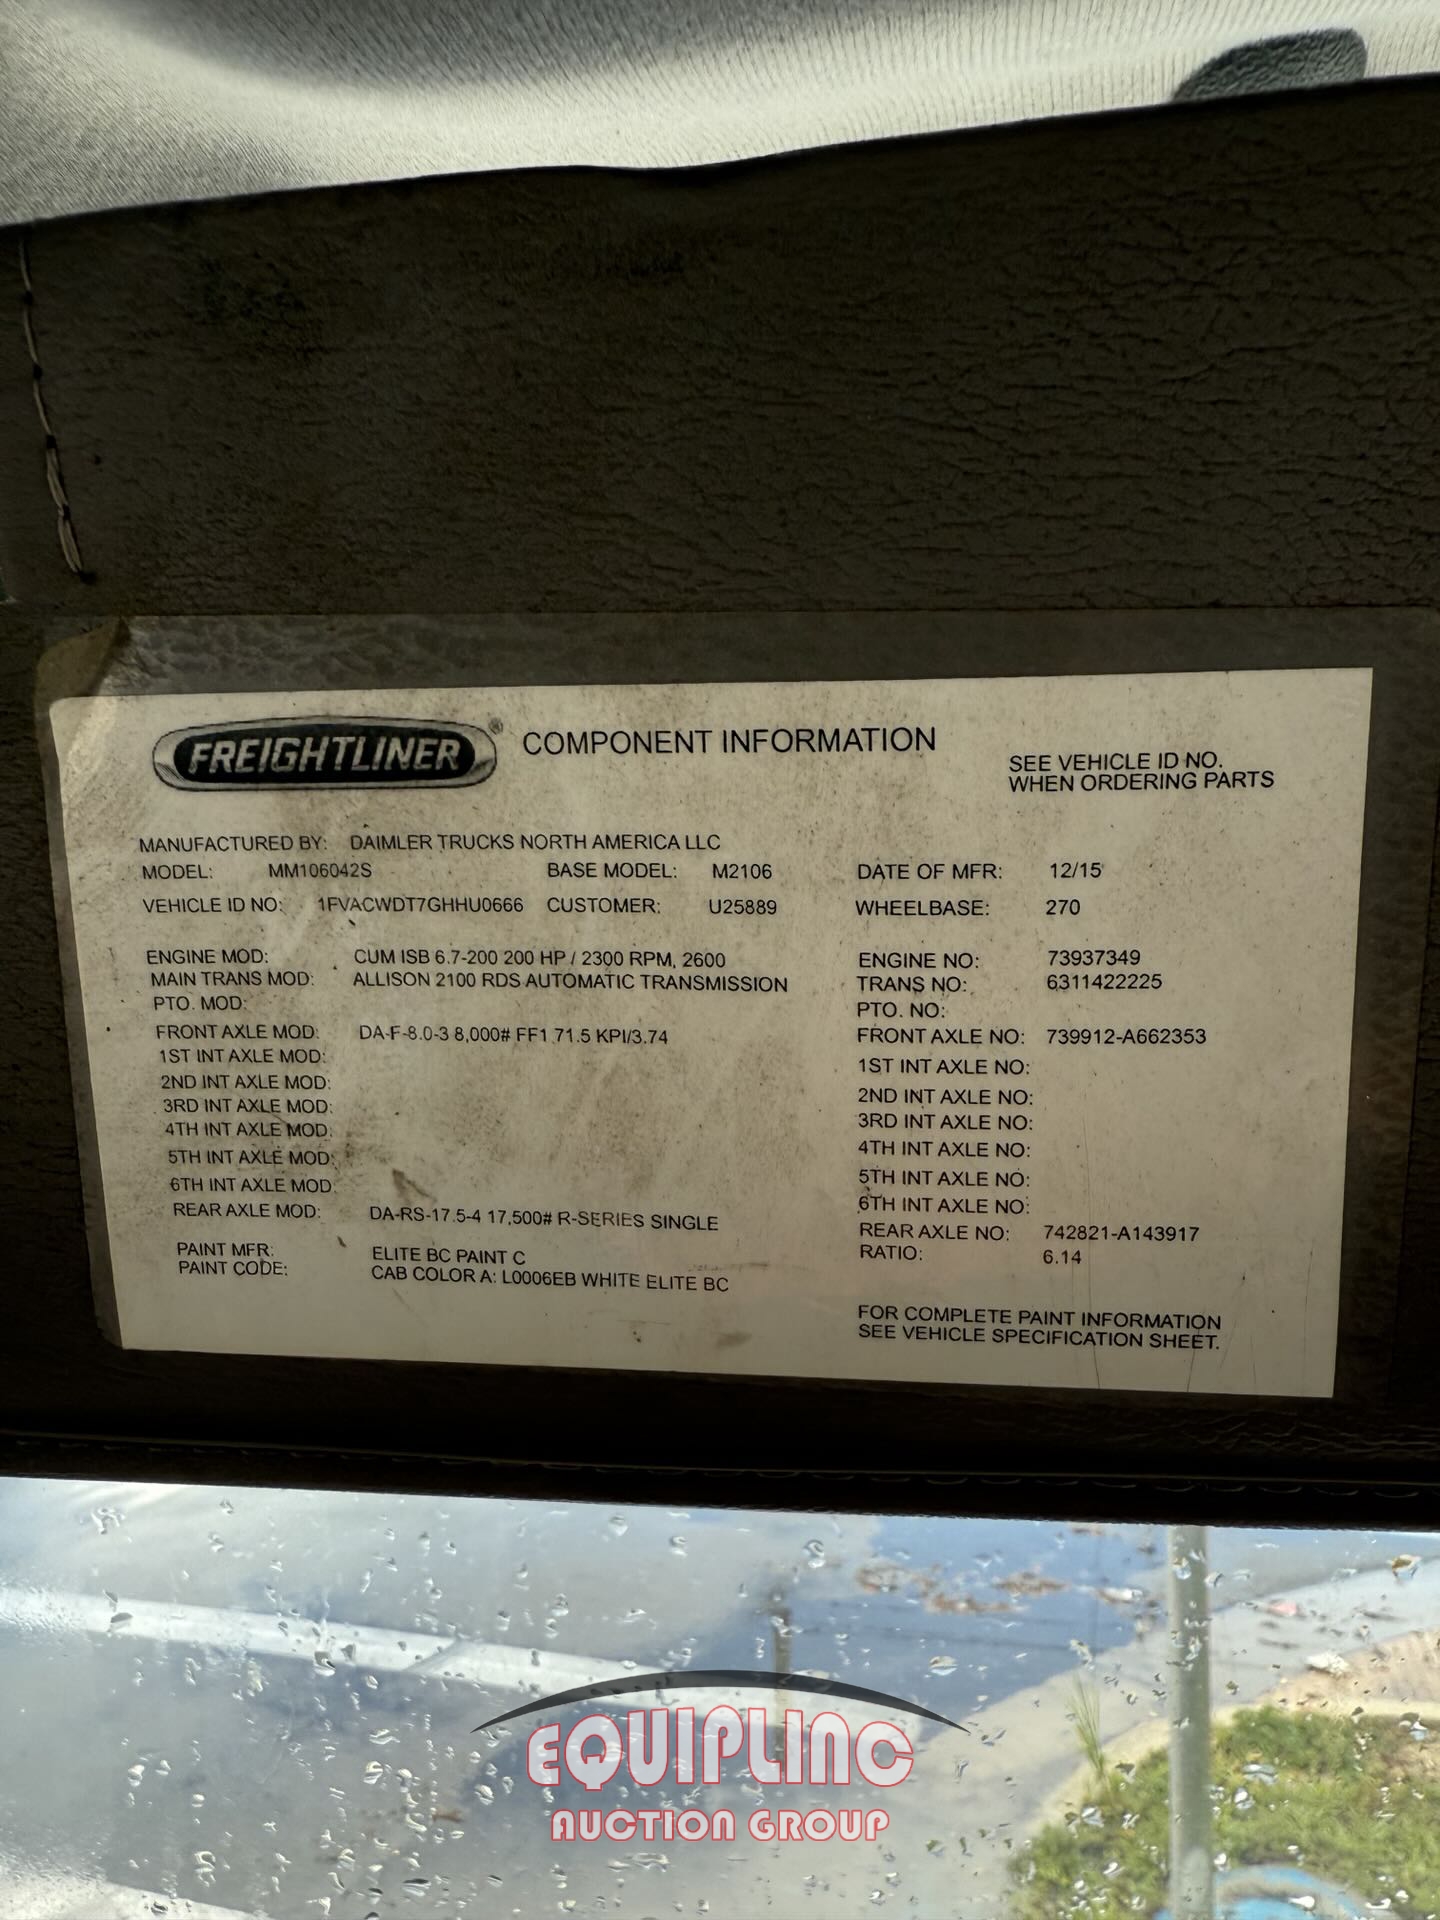 FREIGHTLINER® COMPONENT INFORMATION
SEE VEHICLE ID NO.
WHEN ORDERING PARTS
MANUFACTURED BY: DAIMLER TRUCKS NORTH AMERICA LLC
MODEL: MM106042S BASE MODEL: M2106 DATE OF MFR: 12/15
VEHICLE ID NO: 1FVACWDT7GHHU0666 CUSTOMER: U25889 WHEELBASE: 270
ENGINE MOD: CUM ISB 6.7-200 200 HP / 2300 RPM, 2600 ENGINE NO: 73937349
MAIN TRANS MOD: ALLISON 2100 RDS AUTOMATIC TRANSMISSION TRANS NO: 6311422225
PTO. MOD: PTO. NO:
FRONT AXLE MOD: DA-F-8.0-3 8,000# FF1 71.5 KPI/3.74 FRONT AXLE NO: 739912-A662353
1ST INT AXLE MOD: 1ST INT AXLE NO:
2ND INT AXLE MOD: 2ND INT AXLE NO:
3RD INT AXLE MOD: 3RD INT AXLE NO:
4TH INT AXLE MOD: 4TH INT AXLE NO:
5TH INT AXLE MOD: 5TH INT AXLE NO:
6TH INT AXLE MOD: 6TH INT AXLE NO:
REAR AXLE MOD: DA-RS-17.5-4 17,500# R-SERIES SINGLE REAR AXLE NO: 742821-A143917
RATIO: 6.14
PAINT MFR: ELITE BC PAINT C
PAINT CODE: CAB COLOR A: L0006EB WHITE ELITE BC
FOR COMPLETE PAINT INFORMATION
SEE VEHICLE SPECIFICATION SHEET.
EQUIPLINC
AUCTION GROUP